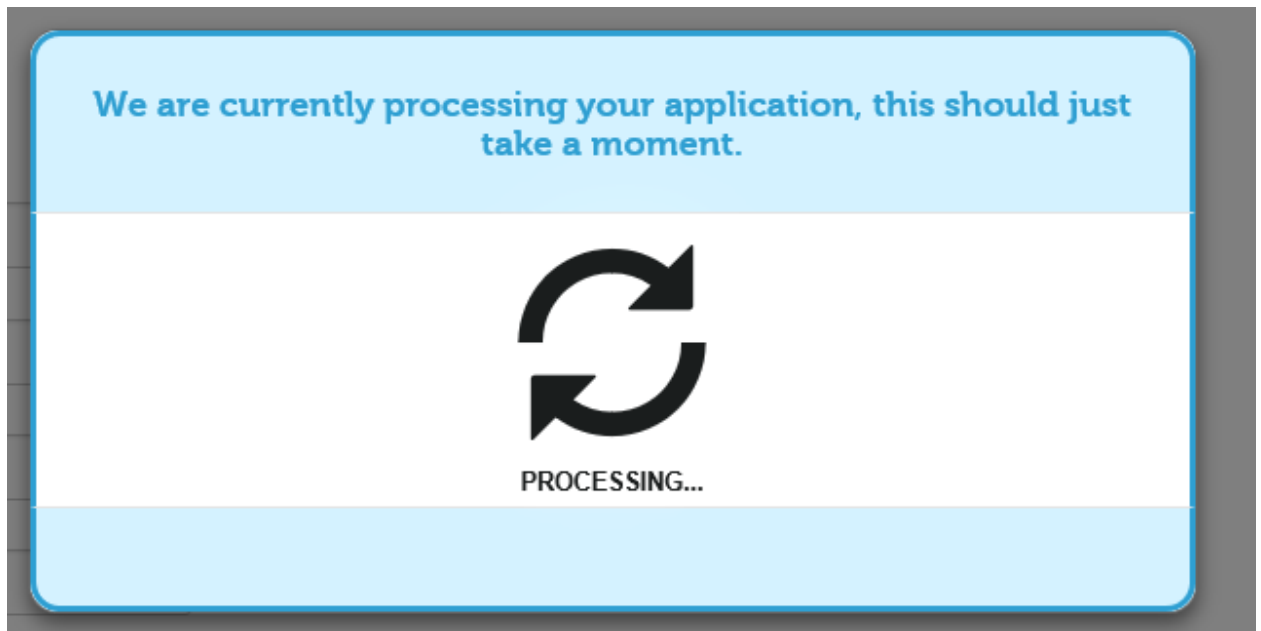 We are currently processing your application, this should just
take a moment.
PROCESSING...